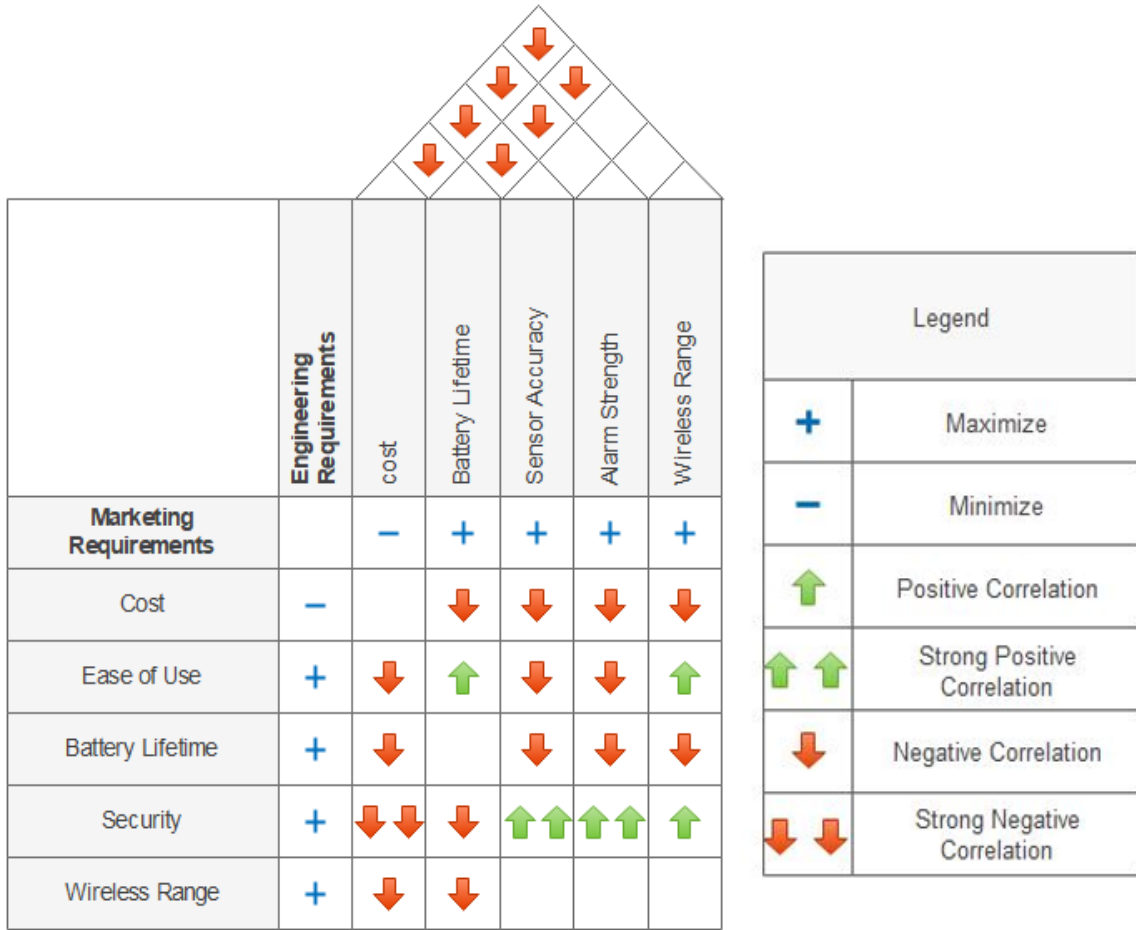 Engineering
Requirements
cost
Battery Lifetime
Sensor Accuracy
Alarm Strength
Wireless Range
Marketing
Requirements
− + + + +
Cost −
Ease of Use +
Battery Lifetime +
Security +
Wireless Range +
Legend
+ Maximize
− Minimize
Positive Correlation
Strong Positive
Correlation
Negative Correlation
Strong Negative
Correlation